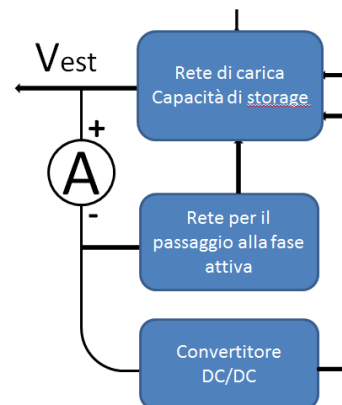 Vest
Rete di carica
Capacità di storage
+
A
-
Rete per il
passaggio alla fase
attiva
Convertitore
DC/DC